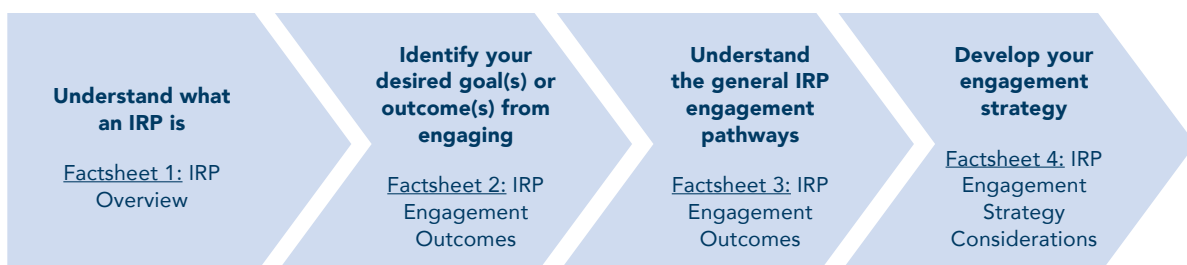 Understand what
an IRP is
Factsheet 1: IRP
Overview
Identify your
desired goal(s) or
outcome(s) from
engaging
Factsheet 2: IRP
Engagement
Outcomes
Understand
the general IRP
engagement
pathways
Factsheet 3: IRP
Engagement
Outcomes
Develop your
engagement
strategy
Factsheet 4: IRP
Engagement
Strategy
Considerations